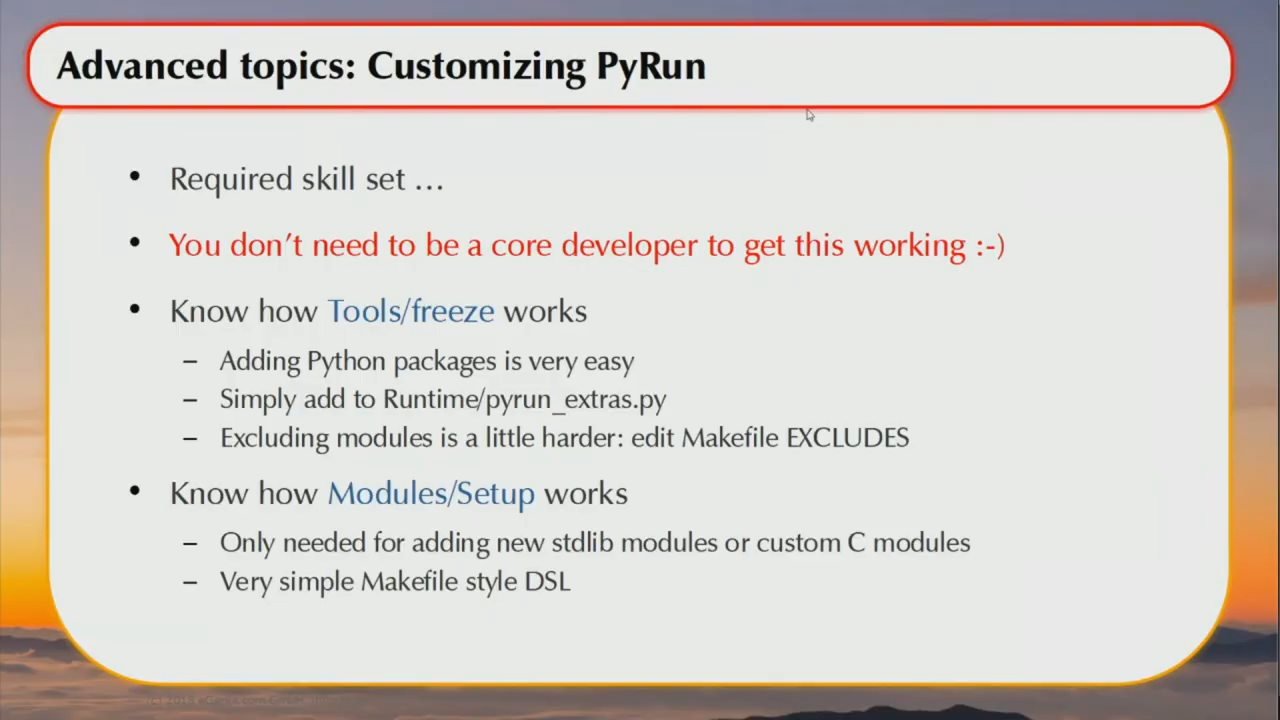 Advanced topics: Customizing PyRun
• Required skill set …
• You don’t need to be a core developer to get this working :-)
• Know how Tools/freeze works
– Adding Python packages is very easy
– Simply add to Runtime/pyrun_extras.py
– Excluding modules is a little harder: edit Makefile EXCLUDES
• Know how Modules/Setup works
– Only needed for adding new stdlib modules or custom C modules
– Very simple Makefile style DSL